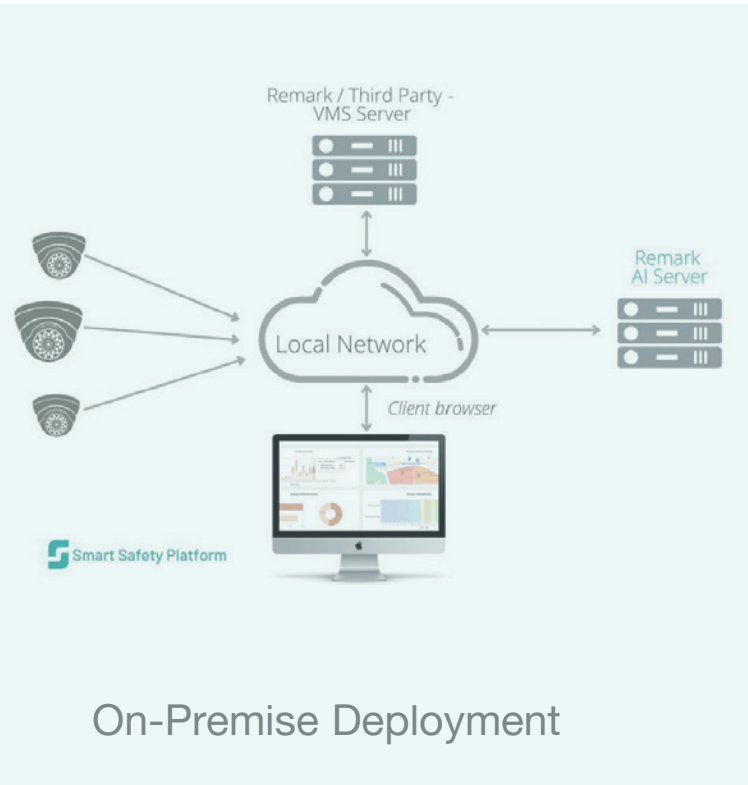 Remark / Third Party -
VMS Server
Remark
AI Server
Local Network
Client browser
Smart Safety Platform
On-Premise Deployment